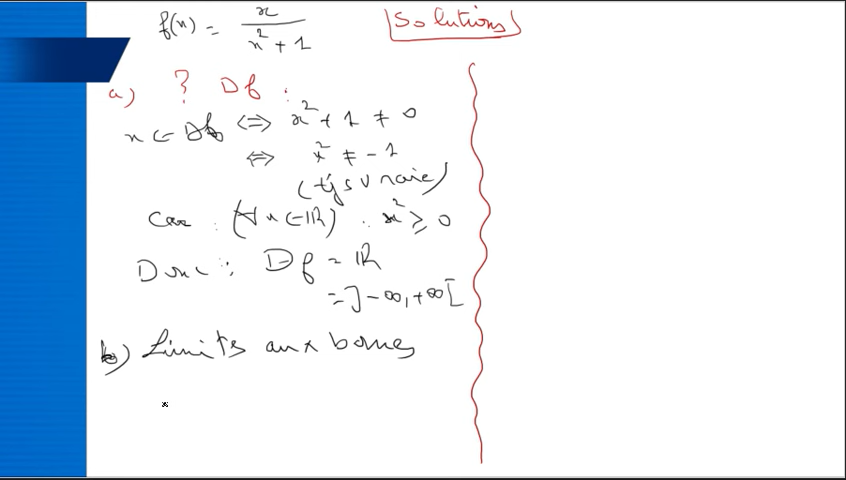 f(x) = x / (x² + 1)
Solutions
a) ? Df :
x ∈ Df ⇔ x² + 1 ≠ 0
⇔ x² ≠ -1
(tjs vraie)
Car : (∀x ∈ ℝ) : x² ≥ 0
Donc : Df = ℝ
= ]-∞, +∞[
b) Limits aux bornes